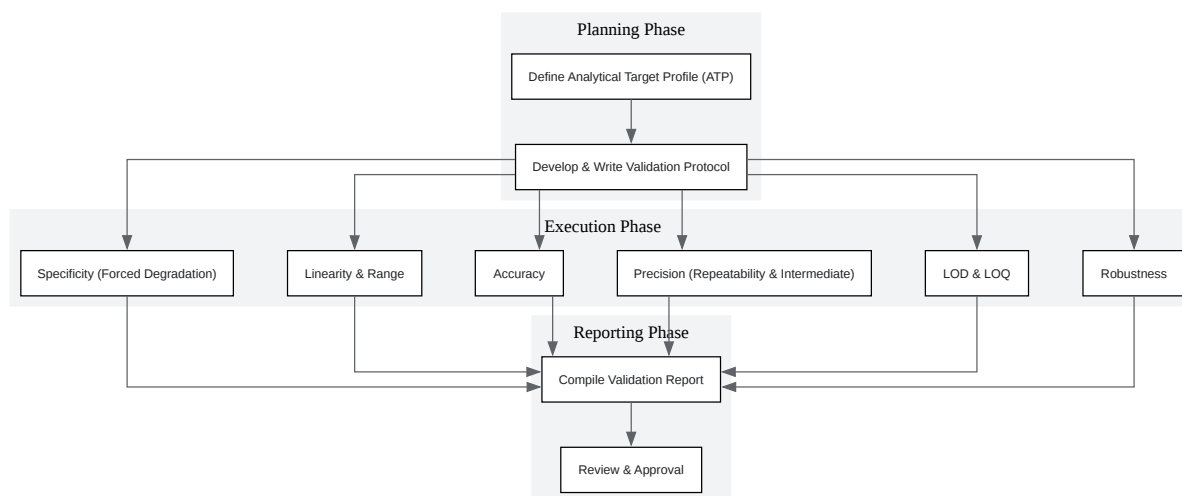 Planning Phase
Define Analytical Target Profile (ATP)
Develop & Write Validation Protocol
Execution Phase
Specificity (Forced Degradation)
Linearity & Range
Accuracy
Precision (Repeatability & Intermediate)
LOD & LOQ
Robustness
Reporting Phase
Compile Validation Report
Review & Approval